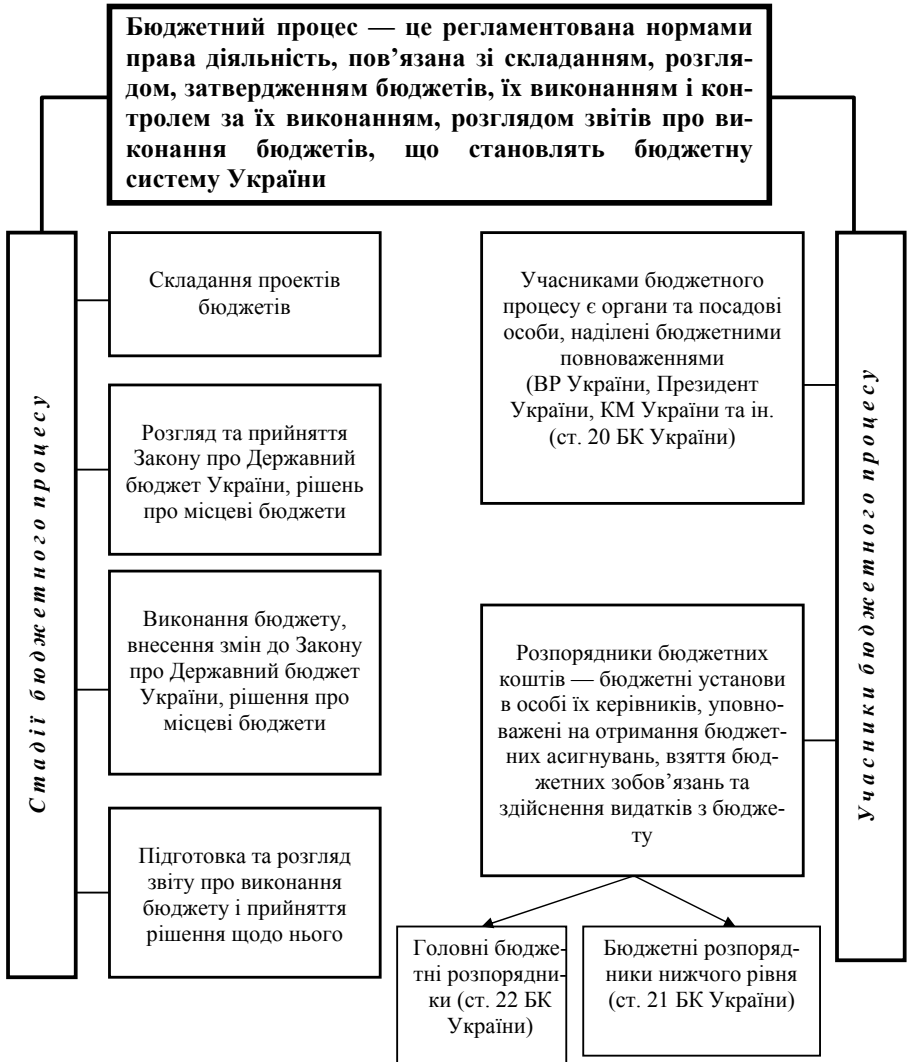 Бюджетний процес — це регламентована нормами
права діяльність, пов’язана зі складанням, розгля-
дом, затвердженням бюджетів, їх виконанням і кон-
тролем за їх виконанням, розглядом звітів про ви-
конання бюджетів, що становлять бюджетну
систему України
Стадії бюджетного процесу
Складання проектів
бюджетів
Розгляд та прийняття
Закону про Державний
бюджет України, рішень
про місцеві бюджети
Виконання бюджету,
внесення змін до Закону
про Державний бюджет
України, рішення про
місцеві бюджети
Підготовка та розгляд
звіту про виконання
бюджету і прийняття
рішення щодо нього
Учасники бюджетного процесу
Учасниками бюджетного
процесу є органи та посадові
особи, наділені бюджетними
повноваженнями
(ВР України, Президент
України, КМ України та ін.
(ст. 20 БК України)
Розпорядники бюджетних
коштів — бюджетні установи
в особі їх керівників, уповно-
важені на отримання бюджет-
них асигнувань, взяття бюд-
жетних зобов’язань та
здійснення видатків з бюдже-
ту
Головні бюдже-
тні розпорядни-
ки (ст. 22 БК
України)
Бюджетні розпоряд-
ники нижчого рівня
(ст. 21 БК України)